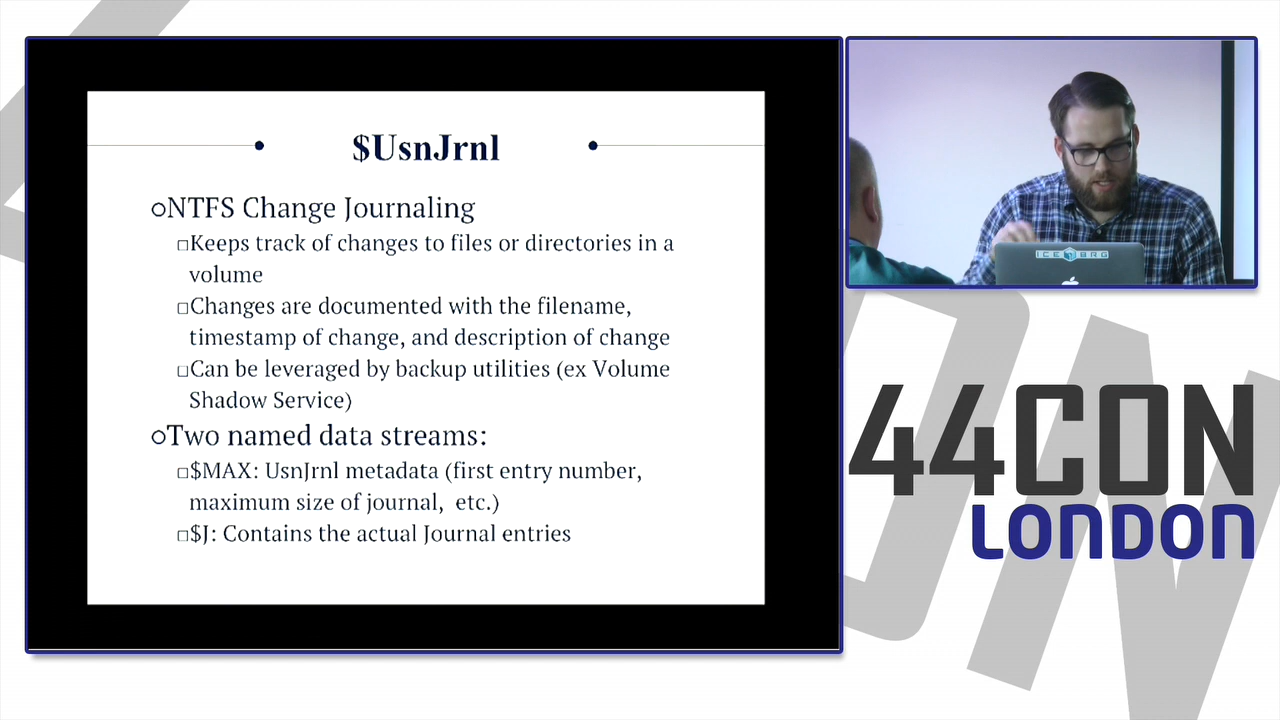 $UsnJrnl
NTFS Change Journaling
Keeps track of changes to files or directories in a
volume
Changes are documented with the filename,
timestamp of change, and description of change
Can be leveraged by backup utilities (ex Volume
Shadow Service)
Two named data streams:
$MAX: UsnJrnl metadata (first entry number,
maximum size of journal,  etc.)
$J: Contains the actual Journal entries
ICEBRG
44CON
LONDON